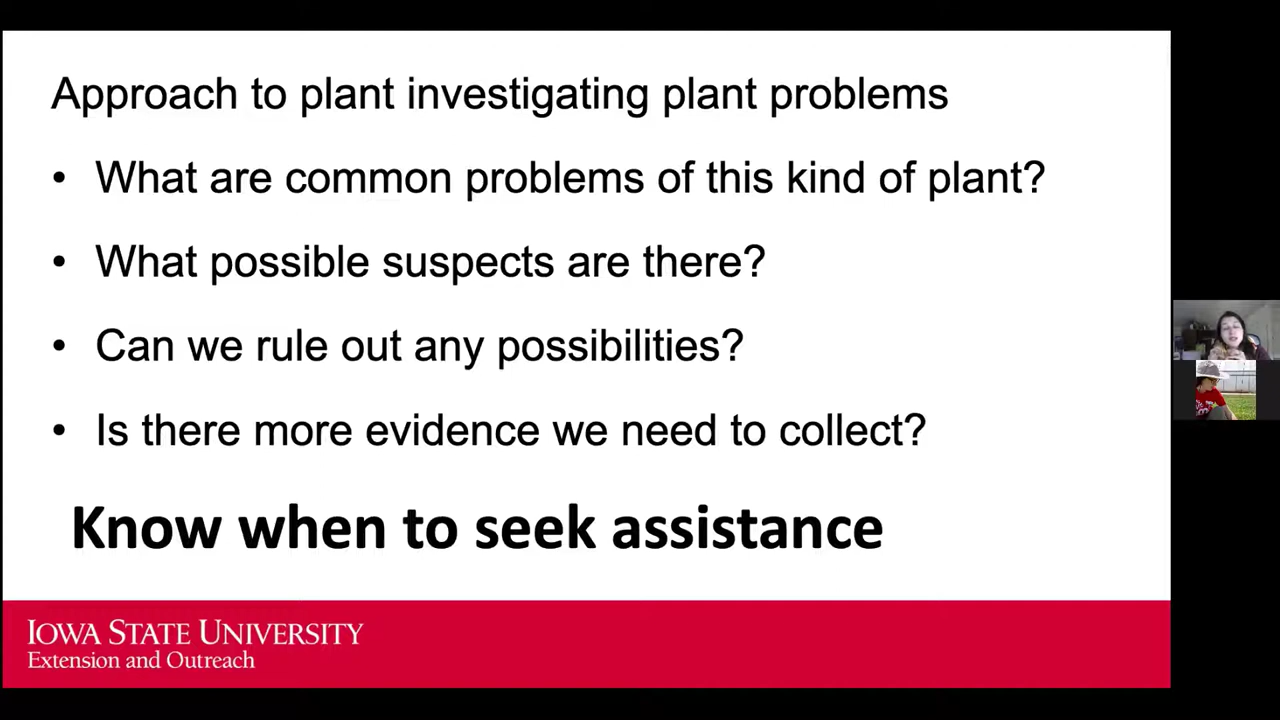 Approach to plant investigating plant problems
• What are common problems of this kind of plant?
• What possible suspects are there?
• Can we rule out any possibilities?
• Is there more evidence we need to collect?
Know when to seek assistance
IOWA STATE UNIVERSITY
Extension and Outreach